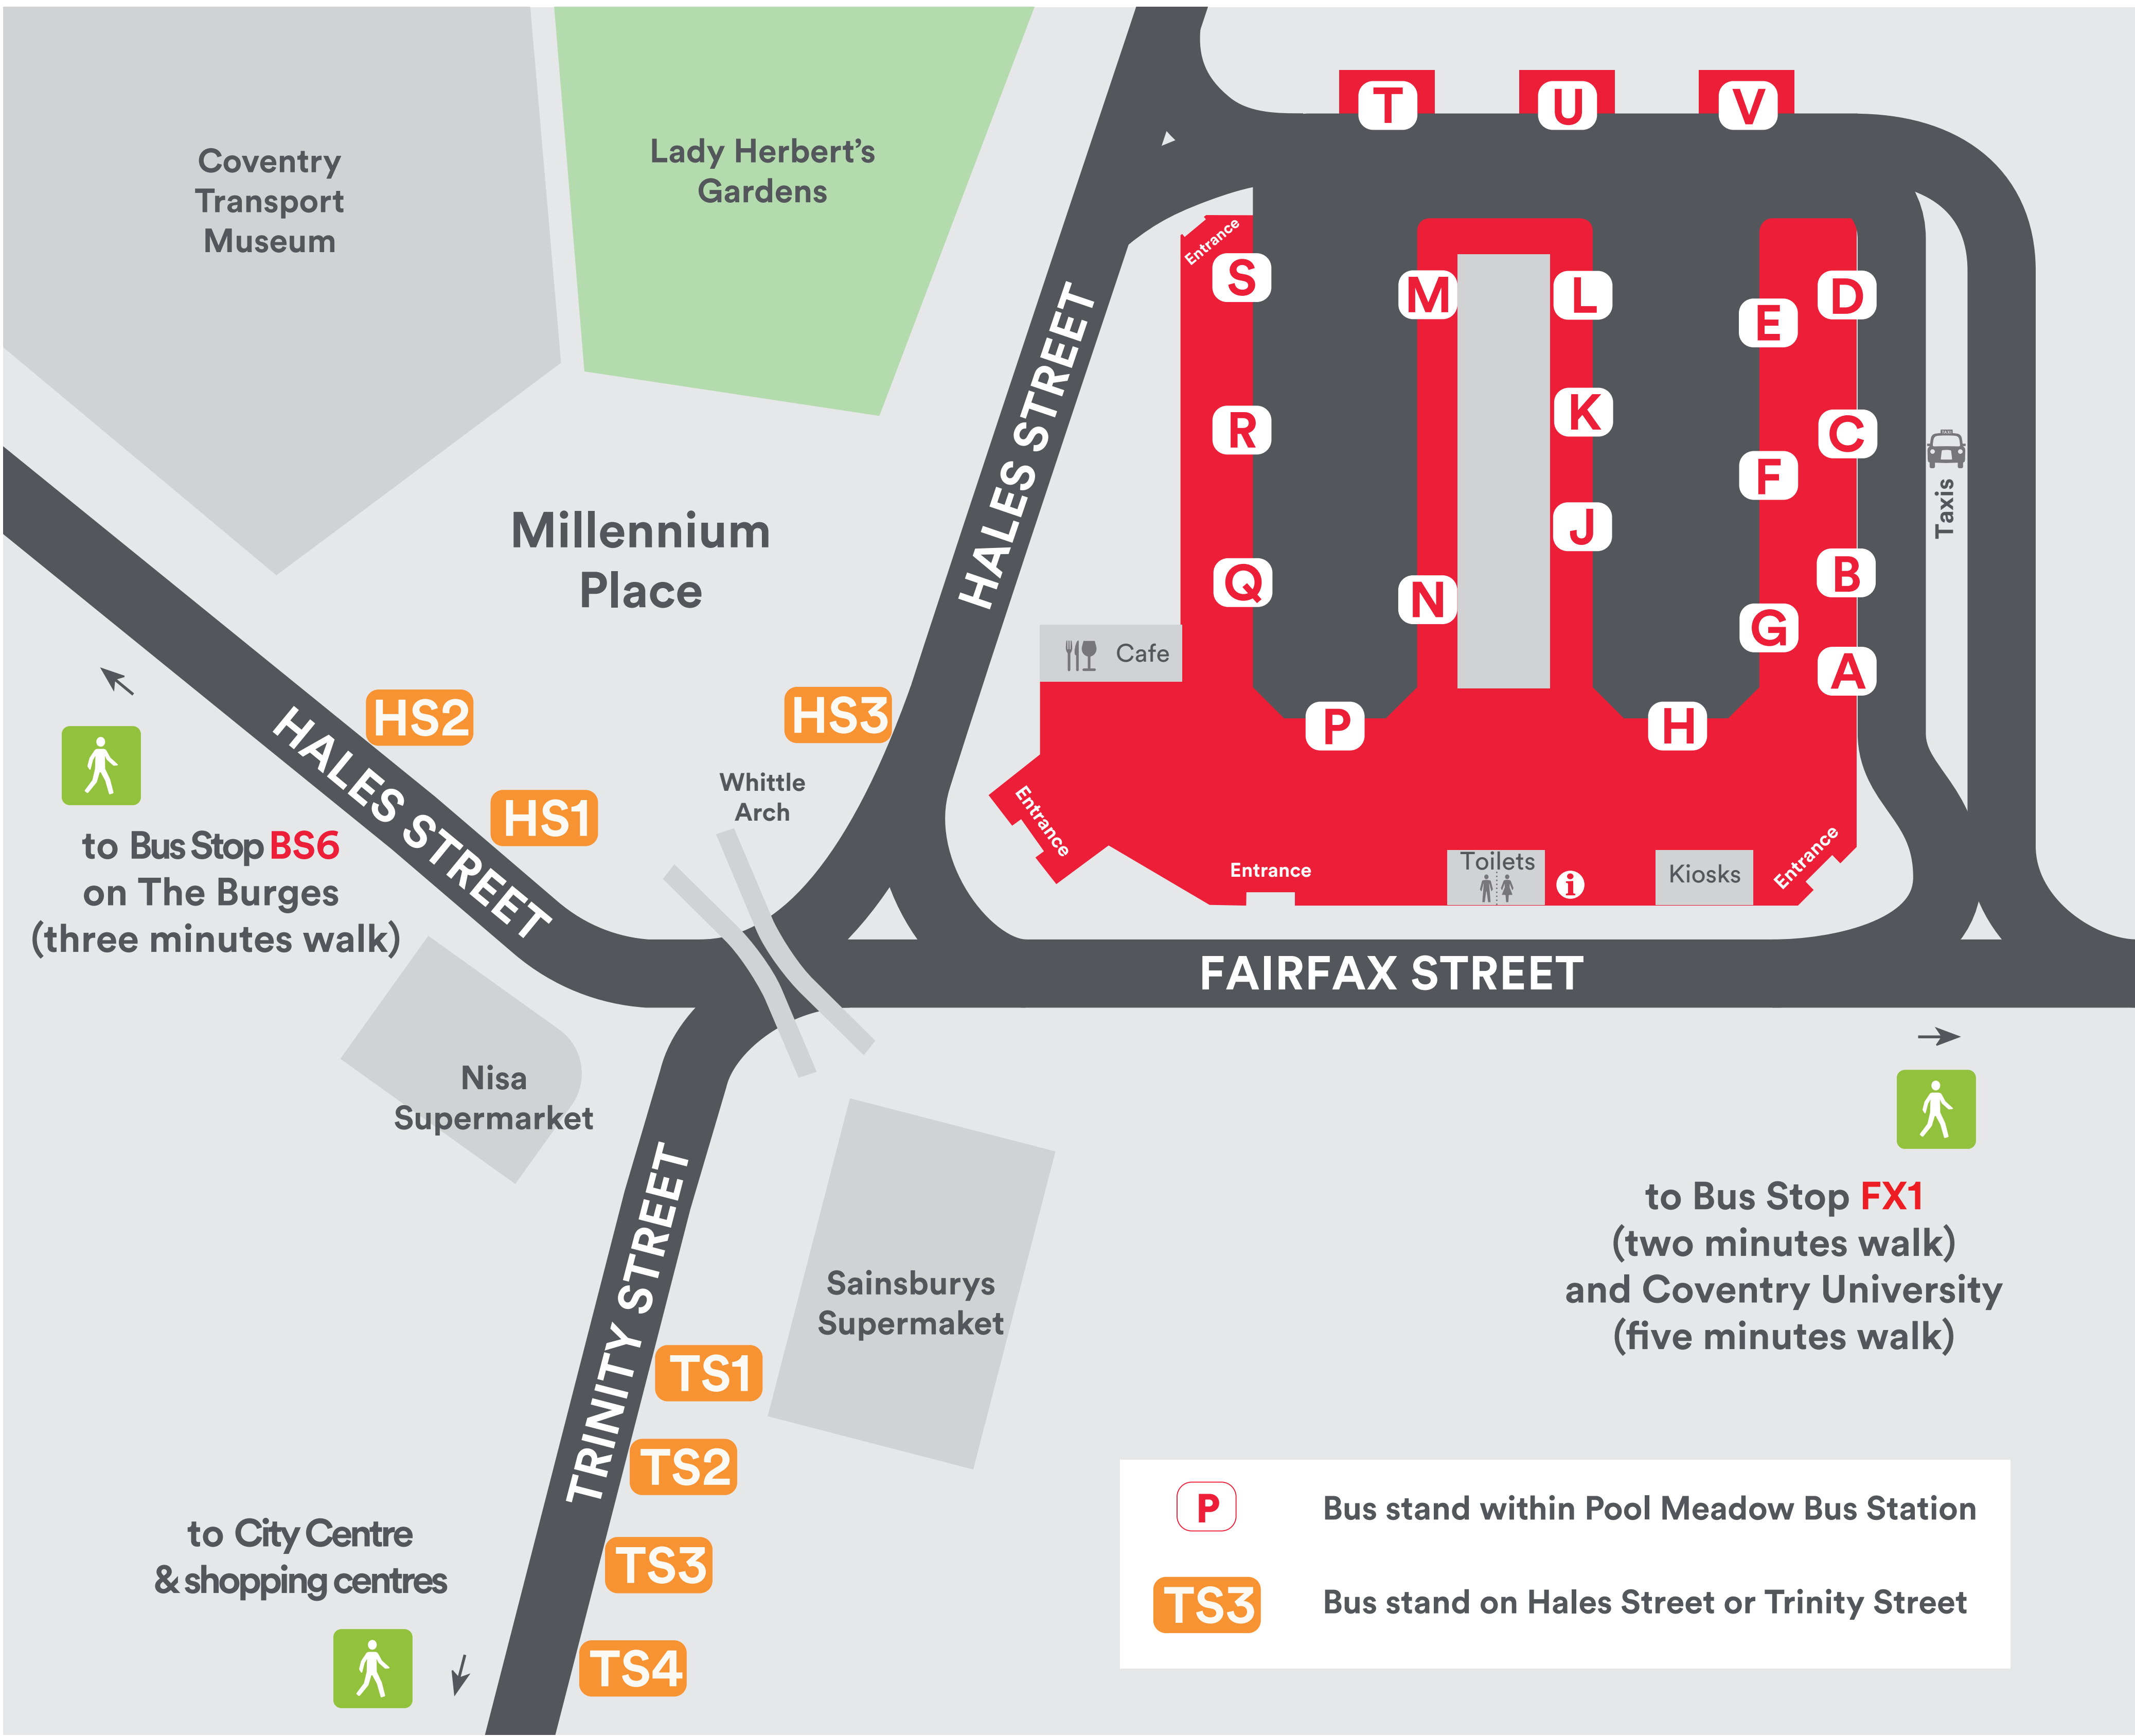 Coventry
Transport
Museum
Lady Herbert's
Gardens
T
U
V
Entrance
S
M
L
E
D
R
K
F
C
Q
N
J
G
B
A
P
H
Taxis
HALES STREET
Millennium
Place
Cafe
HS2
HS3
HS1
HALES STREET
Whittle
Arch
to Bus Stop BS6
on The Burges
(three minutes walk)
Entrance
Entrance
Toilets
i
Kiosks
Entrance
FAIRFAX STREET
Nisa
Supermarket
TRINITY STREET
Sainsburys
Supermaket
to Bus Stop FX1
(two minutes walk)
and Coventry University
(five minutes walk)
TS1
TS2
TS3
TS4
to City Centre
& shopping centres
P Bus stand within Pool Meadow Bus Station
TS3 Bus stand on Hales Street or Trinity Street